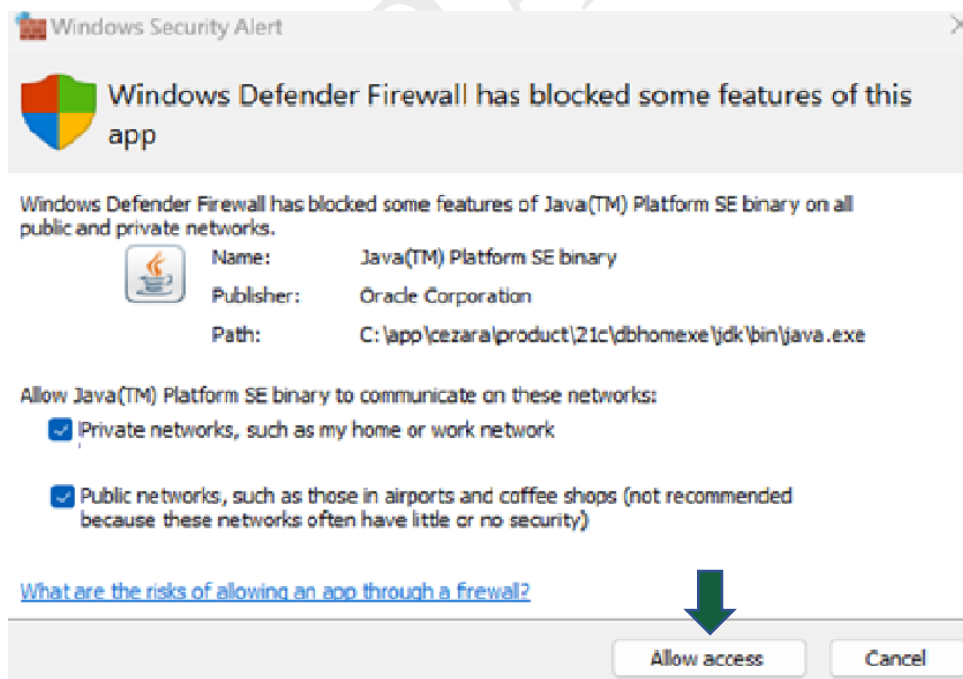 Windows Security Alert
Windows Defender Firewall has blocked some features of this
app
Windows Defender Firewall has blocked some features of Java(TM) Platform SE binary on all
public and private networks.
Name: Java(TM) Platform SE binary
Publisher: Oracle Corporation
Path: C:\app\cezara\product\21c\dbhomexe\jdk\bin\java.exe
Allow Java(TM) Platform SE binary to communicate on these networks:
Private networks, such as my home or work network
Public networks, such as those in airports and coffee shops (not recommended
because these networks often have little or no security)
What are the risks of allowing an app through a firewall?
Allow access Cancel